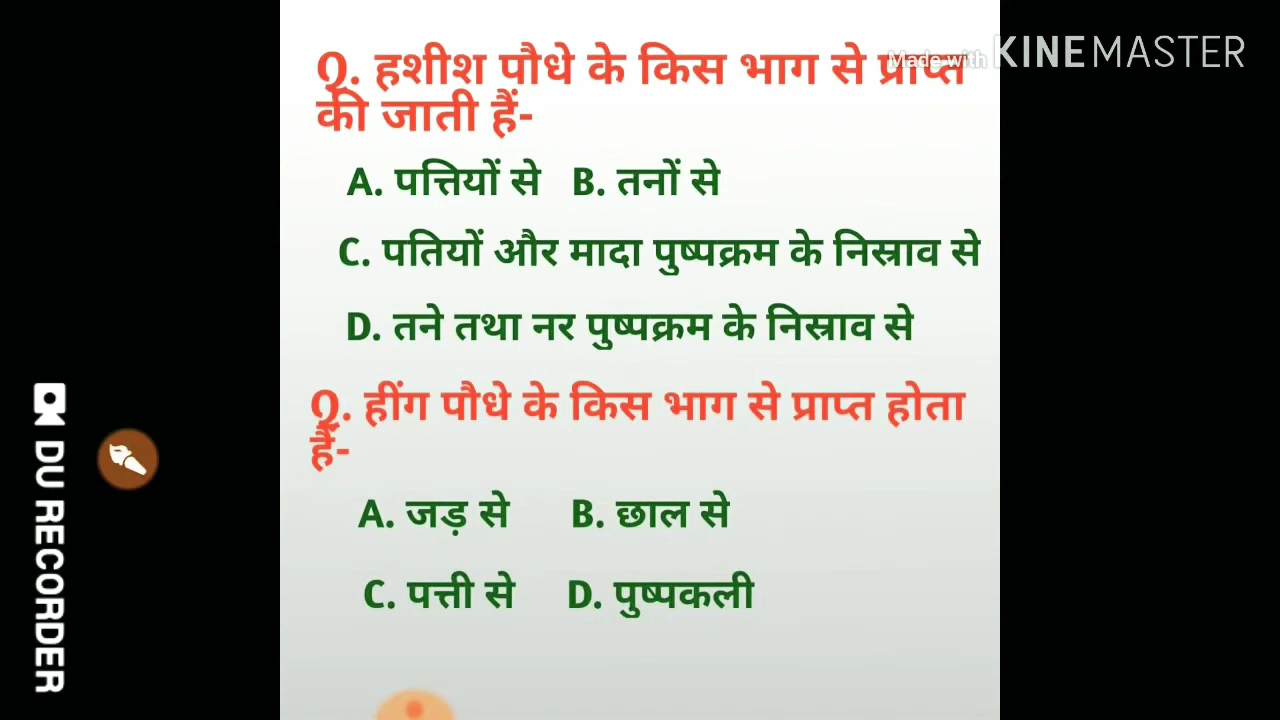 Made with KINEMASTER
Q. हशीश पौधे के किस भाग से प्राप्त
की जाती हैं-
A. पत्तियों से B. तनों से
C. पतियों और मादा पुष्पक्रम के निस्राव से
D. तने तथा नर पुष्पक्रम के निस्राव से
Q. हींग पौधे के किस भाग से प्राप्त होता
हैं-
A. जड़ से B. छाल से
C. पत्ती से D. पुष्पकली
DU RECORDER